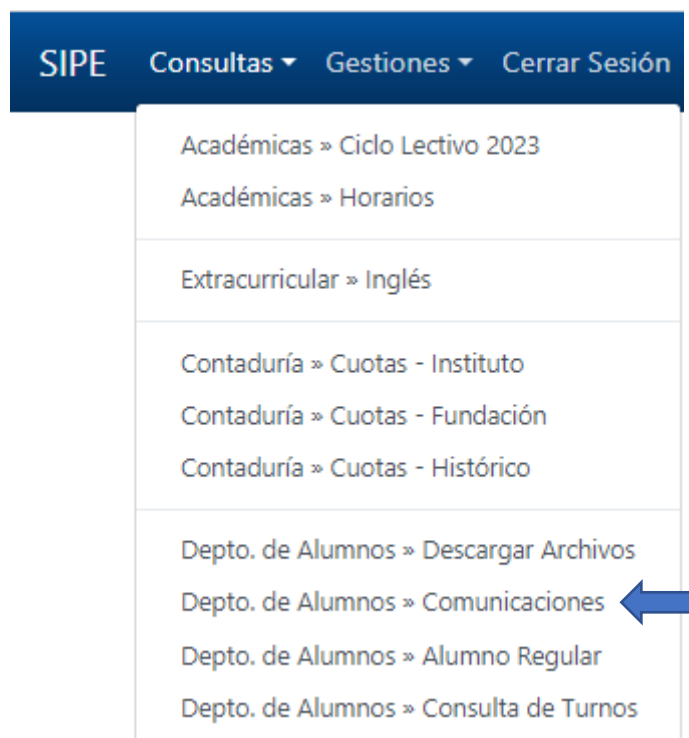 SIPE Consultas Gestiones Cerrar Sesión
Académicas » Ciclo Lectivo 2023
Académicas » Horarios
Extracurricular » Inglés
Contaduría » Cuotas - Instituto
Contaduría » Cuotas - Fundación
Contaduría » Cuotas - Histórico
Depto. de Alumnos » Descargar Archivos
Depto. de Alumnos » Comunicaciones
Depto. de Alumnos » Alumno Regular
Depto. de Alumnos » Consulta de Turnos